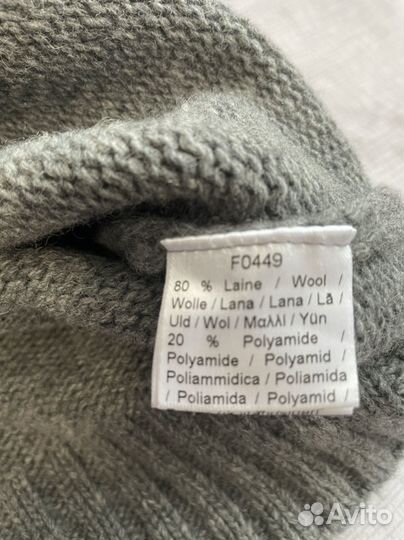 F0449
80 % Laine / Wool /
Wolle / Lana / Lana / Lã /
Uld / Wol / Μαλλί / Yün
20 % Polyamide /
Polyamide / Polyamid /
Poliammidica / Poliamida
/ Poliamida / Polyamid /
Avito